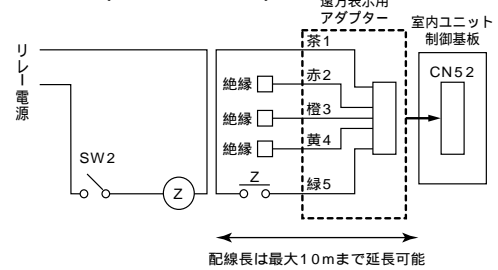 遠方表示用
アダプター
室内ユニット
制御基板
リレー電源
茶1
赤2
橙3
黄4
緑5
絶縁
絶縁
絶縁
CN52
SW2
Z
Z
配線長は最大10mまで延長可能